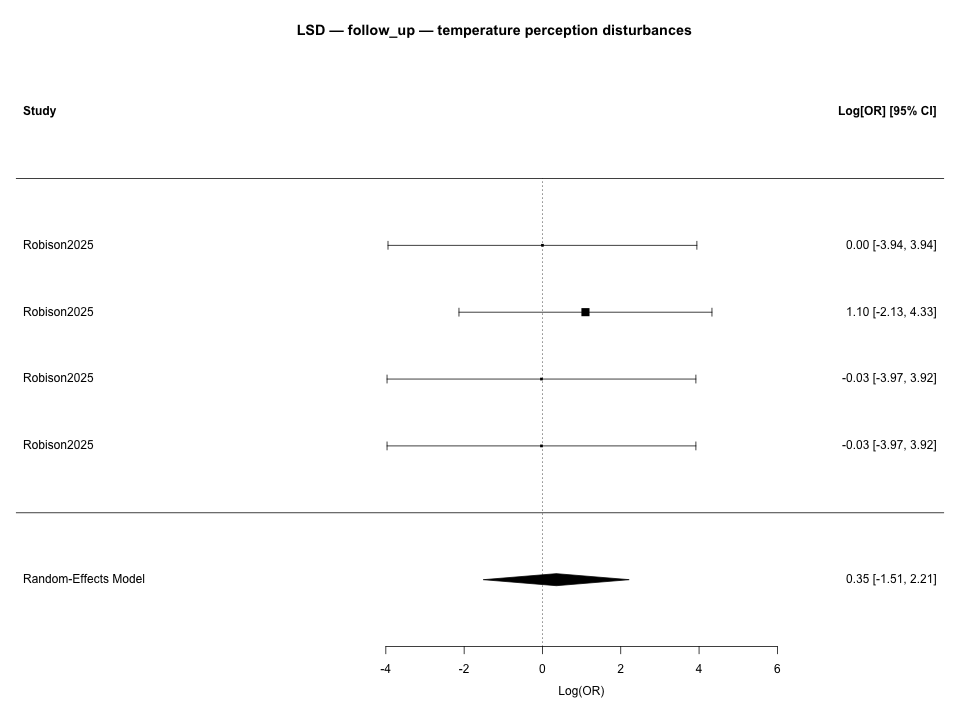 LSD — follow_up — temperature perception disturbances
Study Log[OR] [95% CI]
Robison2025 0.00 [-3.94, 3.94]
Robison2025 1.10 [-2.13, 4.33]
Robison2025 -0.03 [-3.97, 3.92]
Robison2025 -0.03 [-3.97, 3.92]
Random-Effects Model 0.35 [-1.51, 2.21]
-4 -2 0 2 4 6
Log(OR)